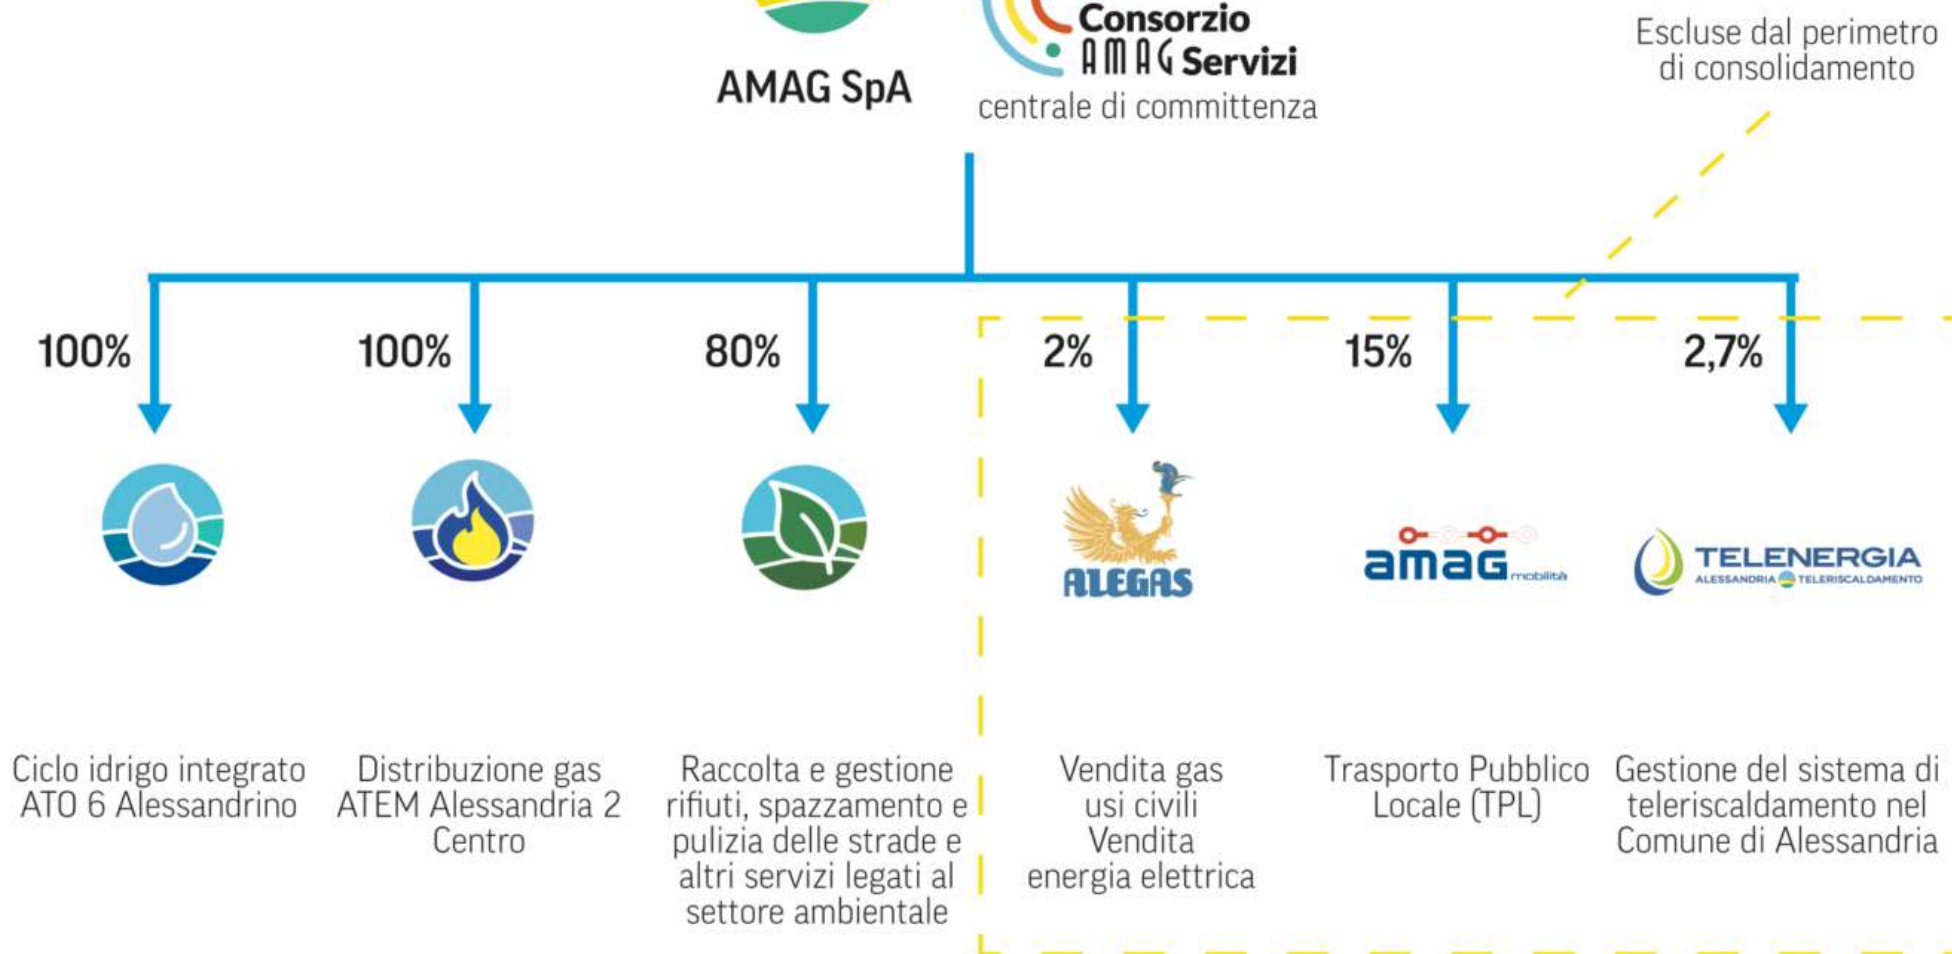 AMAG SpA
Consorzio
AMAG Servizi
centrale di committenza
Escluse dal perimetro
di consolidamento
100%
100%
80%
2%
15%
2,7%
ALEGAS
amag mobilità
TELENERGIA
ALESSANDRIA TELERISCALDAMENTO
Ciclo idrigo integrato
ATO 6 Alessandrino
Distribuzione gas
ATEM Alessandria 2
Centro
Raccolta e gestione
rifiuti, spazzamento e
pulizia delle strade e
altri servizi legati al
settore ambientale
Vendita gas
usi civili
Vendita
energia elettrica
Trasporto Pubblico
Locale (TPL)
Gestione del sistema di
teleriscaldamento nel
Comune di Alessandria